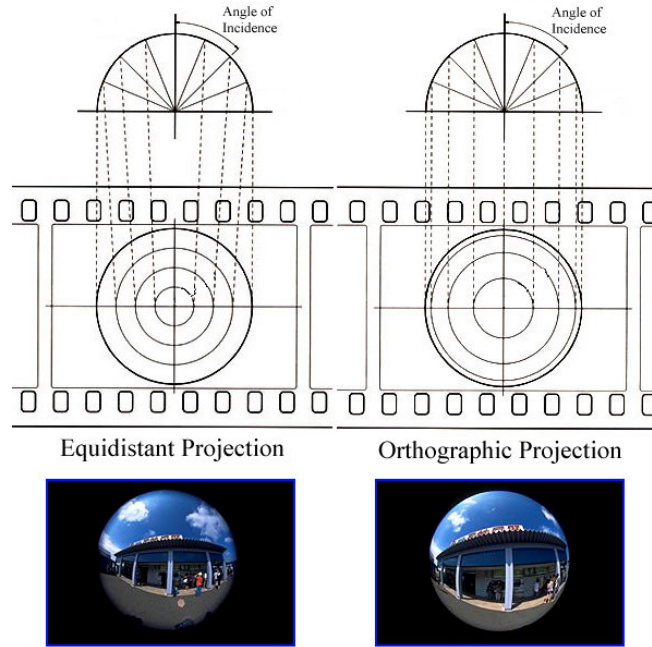 Angle of
Incidence
Angle of
Incidence
Equidistant Projection
Orthographic Projection